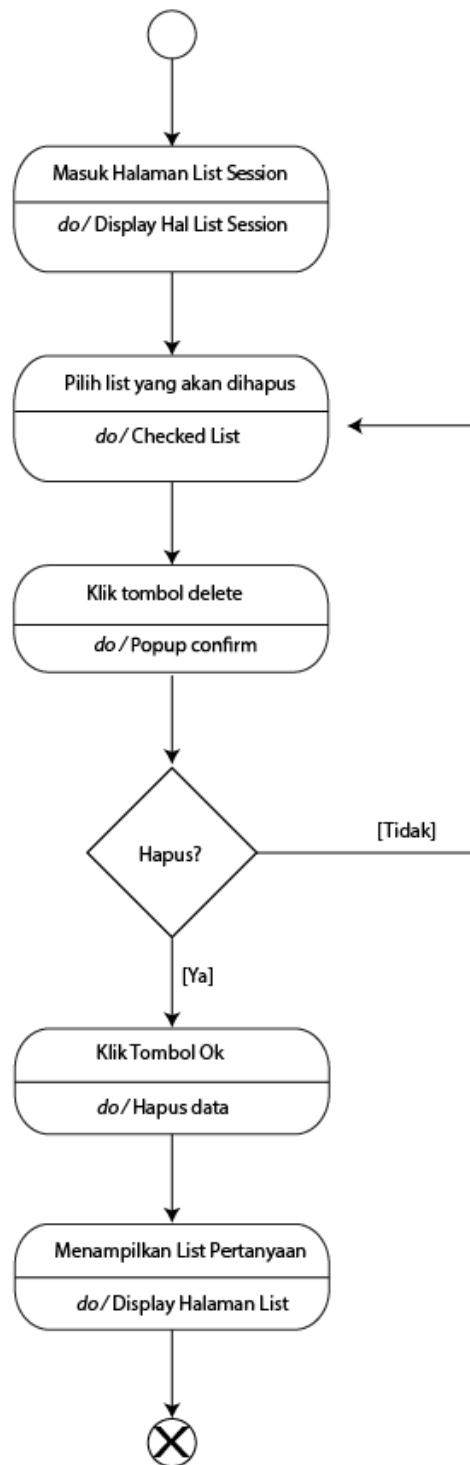 Masuk Halaman List Session
do/ Display Hal List Session
Pilih list yang akan dihapus
do/ Checked List
Klik tombol delete
do/ Popup confirm
Hapus?
[Tidak]
[Ya]
Klik Tombol Ok
do/ Hapus data
Menampilkan List Pertanyaan
do/ Display Halaman List